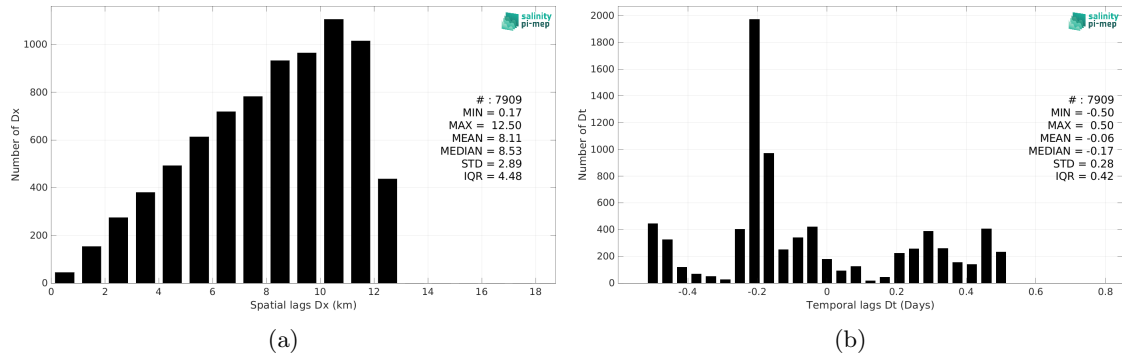 salinity
pi-mep
# : 7909
MIN = 0.17
MAX = 12.50
MEAN = 8.11
MEDIAN = 8.53
STD = 2.89
IQR = 4.48
Number of Dx
1000
800
600
400
200
0
0 2 4 6 8 10 12 14 16 18
Spatial lags Dx (km)
(a)
salinity
pi-mep
# : 7909
MIN = -0.50
MAX = 0.50
MEAN = -0.06
MEDIAN = -0.17
STD = 0.28
IQR = 0.42
Number of Dt
2000
1800
1600
1400
1200
1000
800
600
400
200
0
-0.4 -0.2 0 0.2 0.4 0.6 0.8
Temporal lags Dt (Days)
(b)